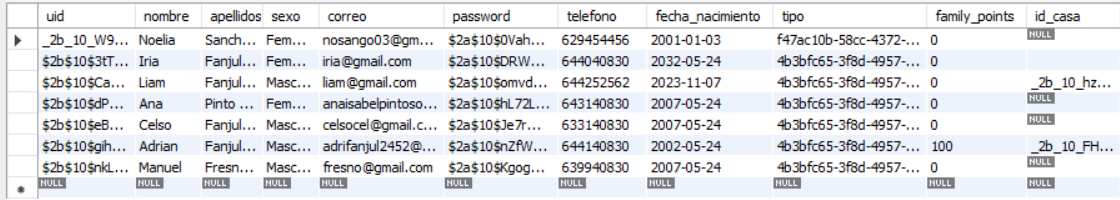 uid nombre apellidos sexo correo password telefono fecha_nacimiento tipo family_points id_casa
_2b_10_W9... Noelia Sanch... Fem... nosango03@gm... $2a$10$0Vah... 629454456 2001-01-03 f47ac10b-58cc-4372-... 0 NULL
$2b$10$3tT... Iria Fanjul... Fem... iria@gmail.com $2a$10$DRW... 644040830 2032-05-24 4b3bfc65-3f8d-4957-... 0
$2b$10$Ca... Liam Fanjul... Masc... liam@gmail.com $2a$10$omvd... 644252562 2023-11-07 4b3bfc65-3f8d-4957-... 0 _2b_10_hz...
$2b$10$dP... Ana Pinto ... Fem... anaisabelpintoso... $2a$10$hL72L... 643140830 2007-05-24 4b3bfc65-3f8d-4957-... 0 NULL
$2b$10$eB... Celso Fanjul... Masc... celsocel@gmail.c... $2a$10$Je7r... 633140830 2007-05-24 4b3bfc65-3f8d-4957-... 0 NULL
$2b$10$gih... Adrian Fanjul... Masc... adrifanjul2452@... $2a$10$nZfW... 644140830 2002-05-24 4b3bfc65-3f8d-4957-... 100 _2b_10_FH...
$2b$10$nkL... Manuel Fresn... Masc... fresno@gmail.com $2a$10$Kgog... 639940830 2007-05-24 4b3bfc65-3f8d-4957-... 0 NULL
NULL NULL NULL NULL NULL NULL NULL NULL NULL NULL NULL